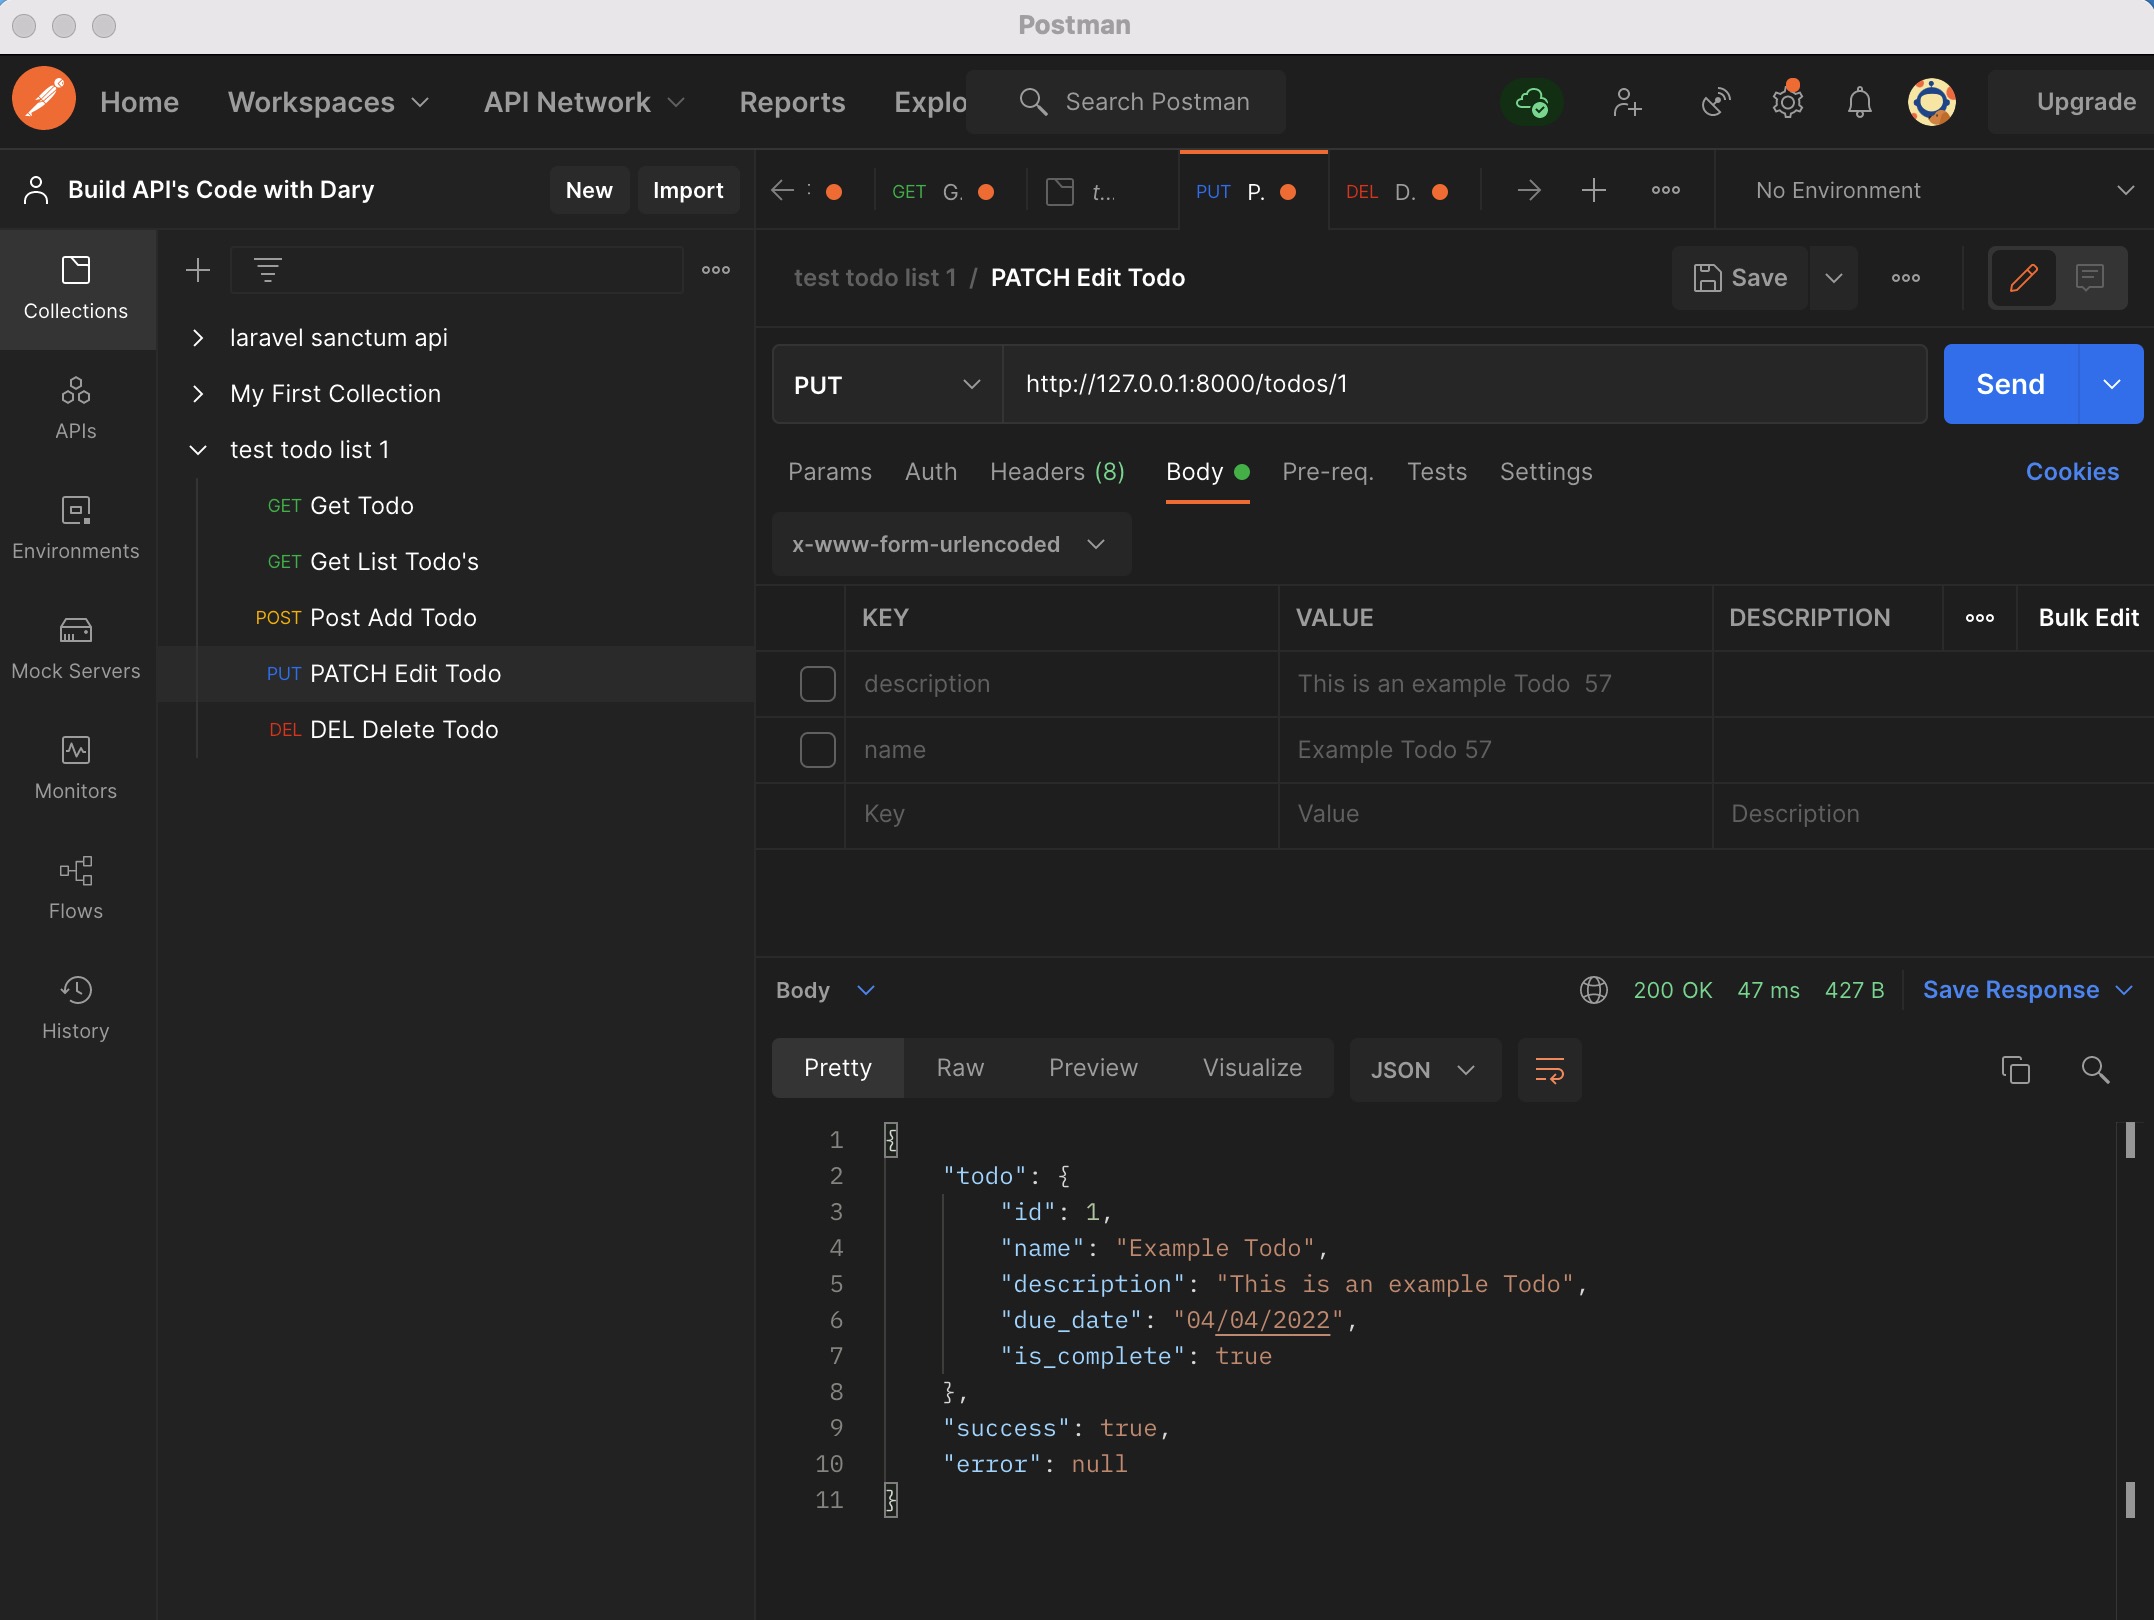 Postman
Home Workspaces API Network Reports Explo Search Postman Upgrade
Build API's Code with Dary New Import
GET G. t... PUT P. DEL D. No Environment
Collections
APIs
Environments
Mock Servers
Monitors
Flows
History
laravel sanctum api
My First Collection
test todo list 1
GET Get Todo
GET Get List Todo's
POST Post Add Todo
PUT PATCH Edit Todo
DEL DEL Delete Todo
test todo list 1 / PATCH Edit Todo Save
PUT http://127.0.0.1:8000/todos/1 Send
Params Auth Headers (8) Body Pre-req. Tests Settings Cookies
x-www-form-urlencoded
KEY VALUE DESCRIPTION Bulk Edit
description This is an example Todo  57
name Example Todo 57
Key Value Description
Body 200 OK 47 ms 427 B Save Response
Pretty Raw Preview Visualize JSON
1 {
2 "todo": {
3 "id": 1,
4 "name": "Example Todo",
5 "description": "This is an example Todo",
6 "due_date": "04/04/2022",
7 "is_complete": true
8 },
9 "success": true,
10 "error": null
11 }